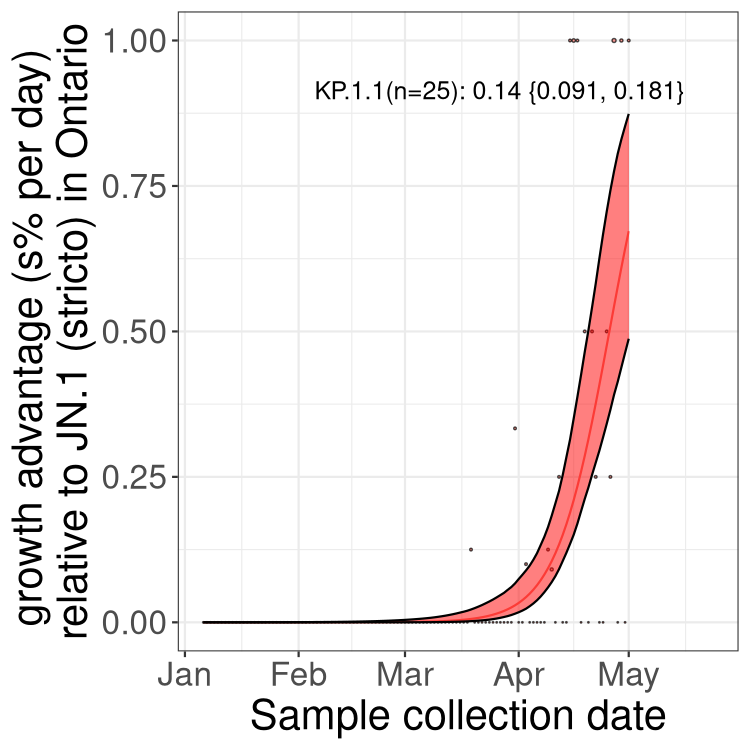 growth advantage (s% per day)
relative to JN.1 (stricto) in Ontario
1.00
0.75
0.50
0.25
0.00
KP.1.1(n=25): 0.14 {0.091, 0.181}
Jan Feb Mar Apr May
Sample collection date